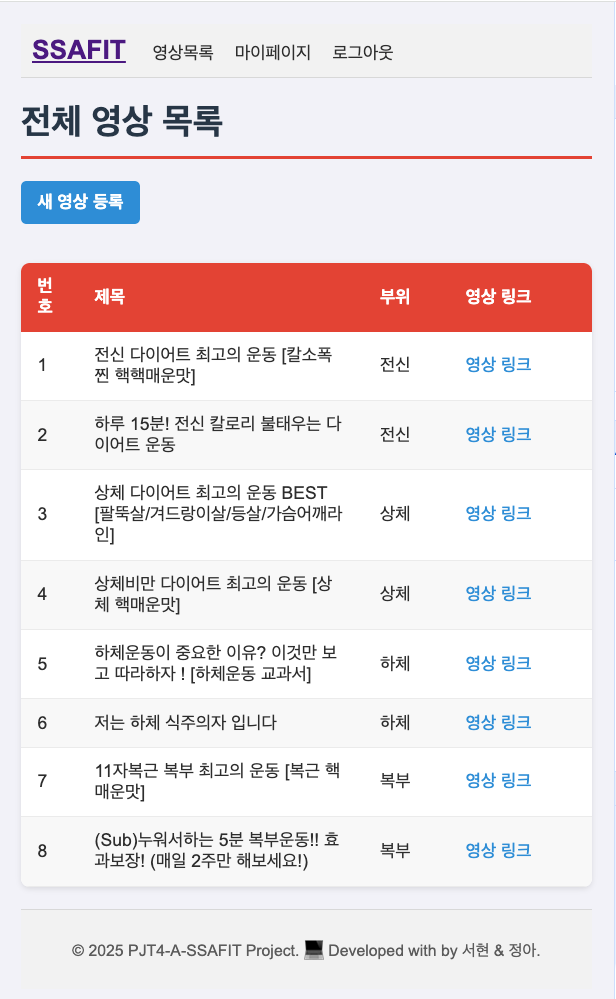 SSAFIT 영상목록 마이페이지 로그아웃
전체 영상 목록
새 영상 등록
번
호
제목 부위 영상 링크
1 전신 다이어트 최고의 운동 [칼소폭
찐 핵핵매운맛] 전신 영상 링크
2 하루 15분! 전신 칼로리 불태우는 다
이어트 운동 전신 영상 링크
3 상체 다이어트 최고의 운동 BEST
[팔뚝살/겨드랑이살/등살/가슴어깨라
인] 상체 영상 링크
4 상체비만 다이어트 최고의 운동 [상
체 핵매운맛] 상체 영상 링크
5 하체운동이 중요한 이유? 이것만 보
고 따라하자 ! [하체운동 교과서] 하체 영상 링크
6 저는 하체 식주의자 입니다 하체 영상 링크
7 11자복근 복부 최고의 운동 [복근 핵
매운맛] 복부 영상 링크
8 (Sub)누워서하는 5분 복부운동!! 효
과보장! (매일 2주만 해보세요!) 복부 영상 링크
© 2025 PJT4-A-SSAFIT Project. 💻 Developed with by 서현 & 정아.